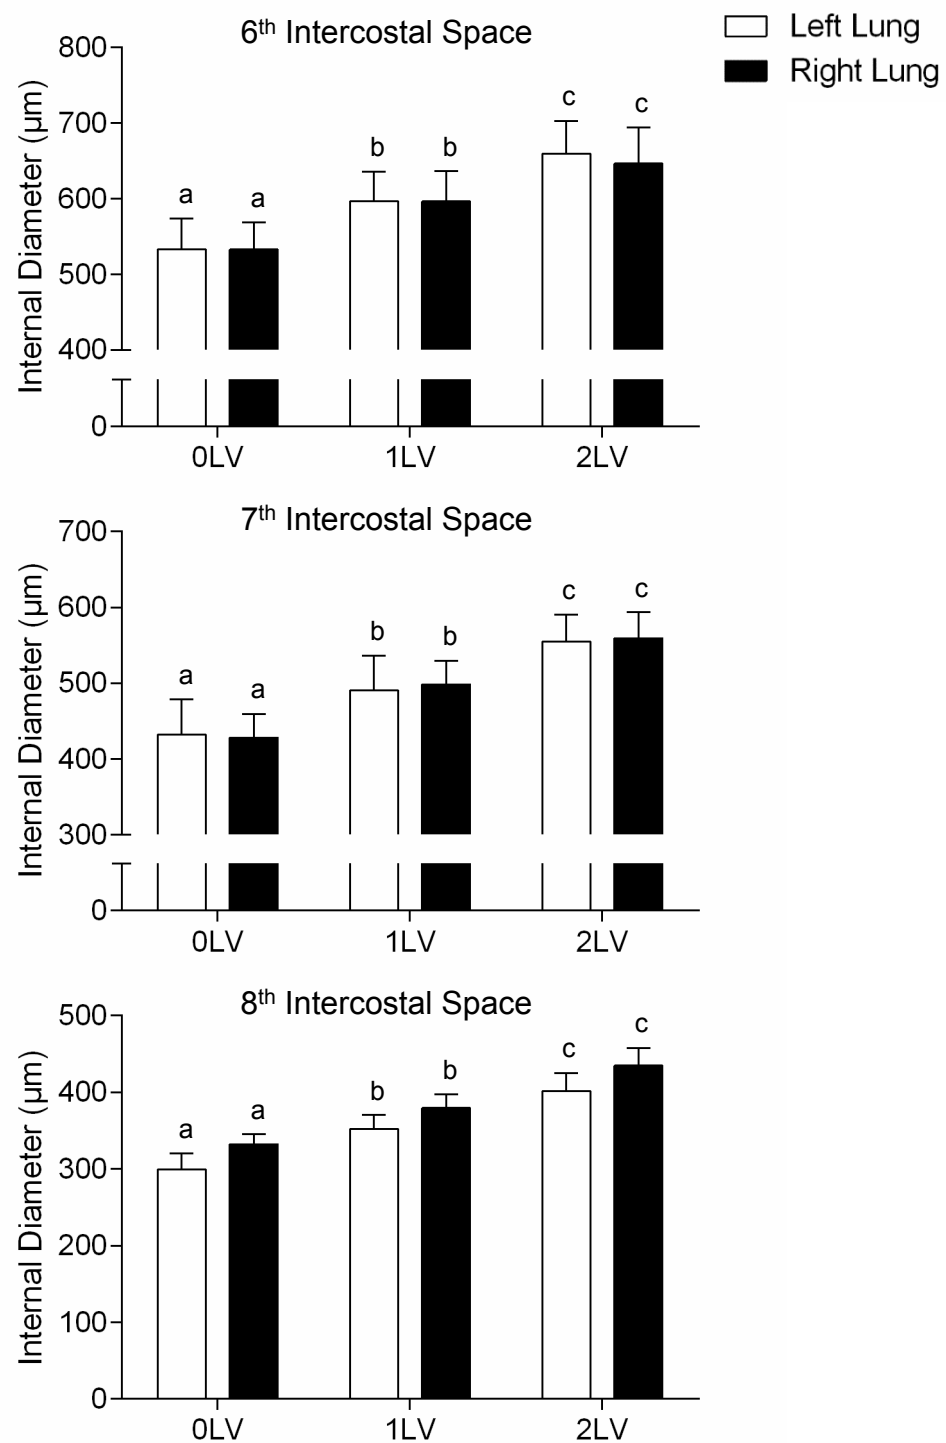 6th Intercostal Space
Left Lung
Right Lung
Internal Diameter (µm)
800
700
600
500
400
0
a a b b c c
0LV 1LV 2LV
7th Intercostal Space
Internal Diameter (µm)
700
600
500
400
300
0
a a b b c c
0LV 1LV 2LV
8th Intercostal Space
Internal Diameter (µm)
500
400
300
200
100
0
a a b b c c
0LV 1LV 2LV